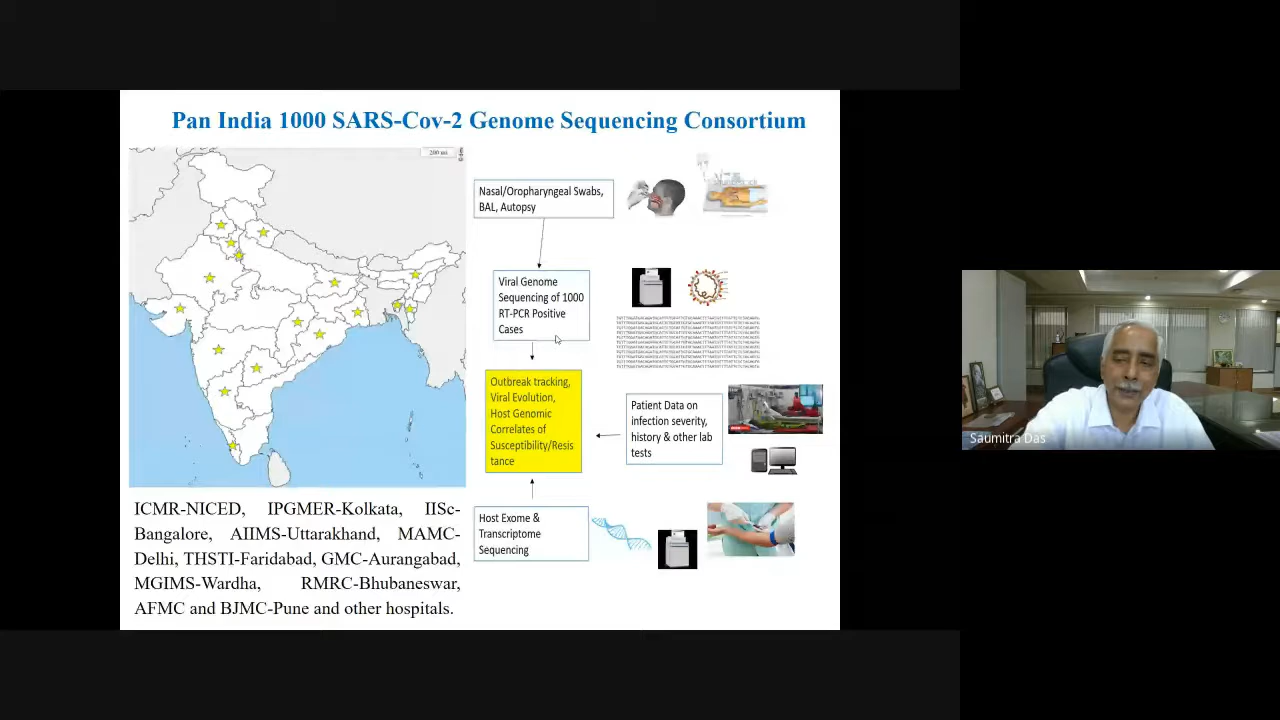 Pan India 1000 SARS-Cov-2 Genome Sequencing Consortium
Nasal/Oropharyngeal Swabs,
BAL, Autopsy
Viral Genome
Sequencing of 1000
RT-PCR Positive
Cases
Outbreak tracking,
Viral Evolution,
Host Genomic
Correlates of
Susceptibility/Resis
tance
Patient Data on
infection severity,
history & other lab
tests
Host Exome &
Transcriptome
Sequencing
ICMR-NICED, IPGMER-Kolkata, IISc-
Bangalore, AIIMS-Uttarakhand, MAMC-
Delhi, THSTI-Faridabad, GMC-Aurangabad,
MGIMS-Wardha, RMRC-Bhubaneswar,
AFMC and BJMC-Pune and other hospitals.
Saumitra Das